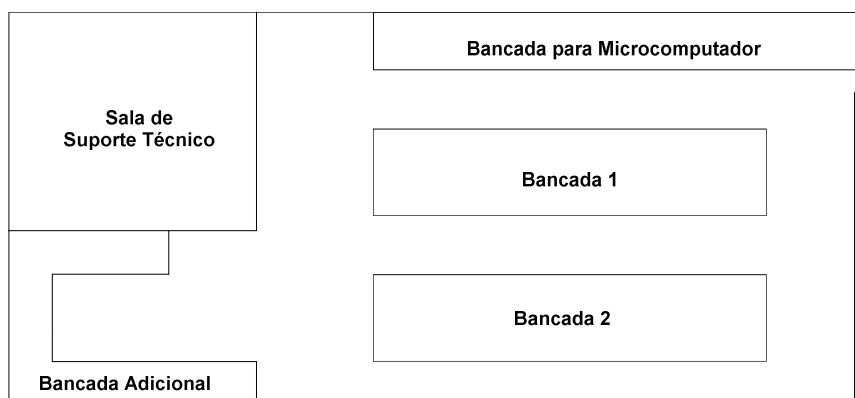 Bancada para Microcomputador
Sala de
Suporte Técnico
Bancada 1
Bancada 2
Bancada Adicional